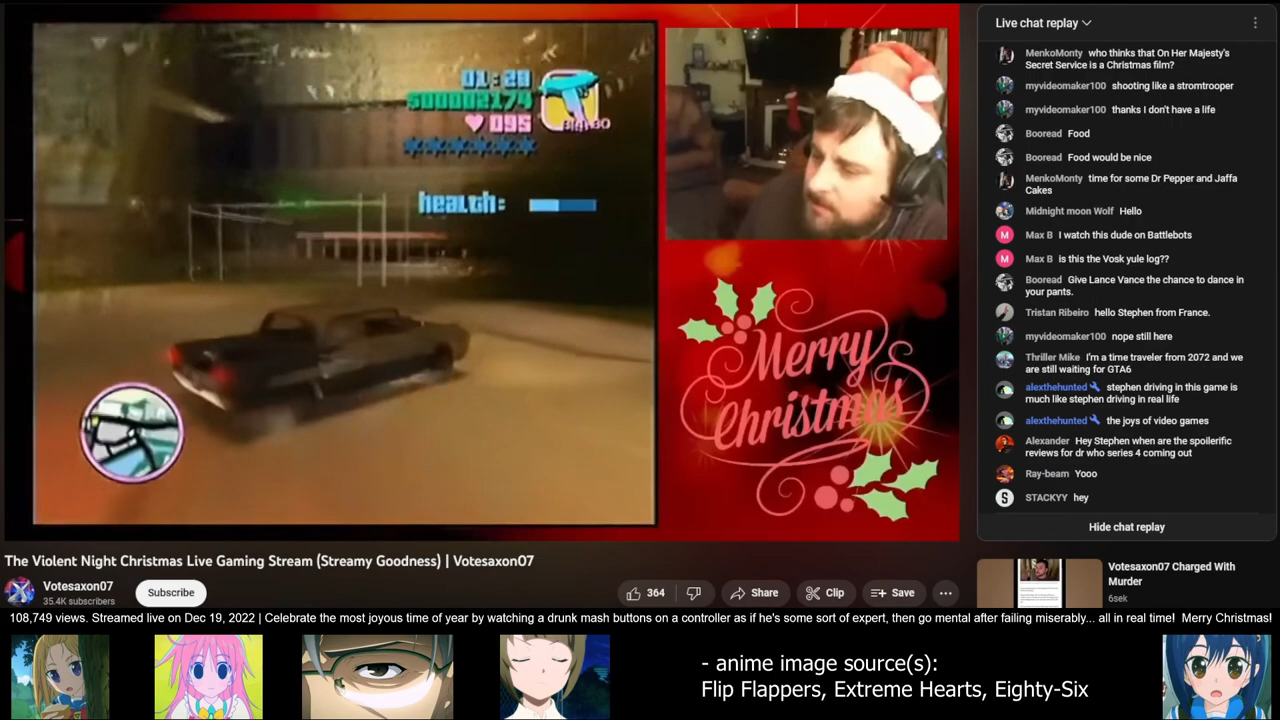 01:28
$00002174
095
health:
Merry
Christmas
Live chat replay
MenkoMonty who thinks that On Her Majesty's
Secret Service is a Christmas film?
myvideomaker100 shooting like a stromtrooper
myvideomaker100 thanks I don't have a life
Booread Food
Booread Food would be nice
MenkoMonty time for some Dr Pepper and Jaffa
Cakes
Midnight moon Wolf Hello
M Max B I watch this dude on Battlebots
M Max B is this the Vosk yule log??
Booread Give Lance Vance the chance to dance in
your pants.
Tristan Ribeiro hello Stephen from France.
myvideomaker100 nope still here
Thriller Mike I'm a time traveler from 2072 and we
are still waiting for GTA6
alexthehunted stephen driving in this game is
much like stephen driving in real life
alexthehunted the joys of video games
Alexander Hey Stephen when are the spoilerific
reviews for dr who series 4 coming out
Ray-beam Yooo
S STACKYY hey
Hide chat replay
The Violent Night Christmas Live Gaming Stream (Streamy Goodness) | Votesaxon07
Votesaxon07
35.4K subscribers
Subscribe
364
Share
Clip
Save
Votesaxon07 Charged With
Murder
6sek
108,749 views. Streamed live on Dec 19, 2022 | Celebrate the most joyous time of year by watching a drunk mash buttons on a controller as if he's some sort of expert, then go mental after failing miserably... all in real time! Merry Christmas!
- anime image source(s):
Flip Flappers, Extreme Hearts, Eighty-Six